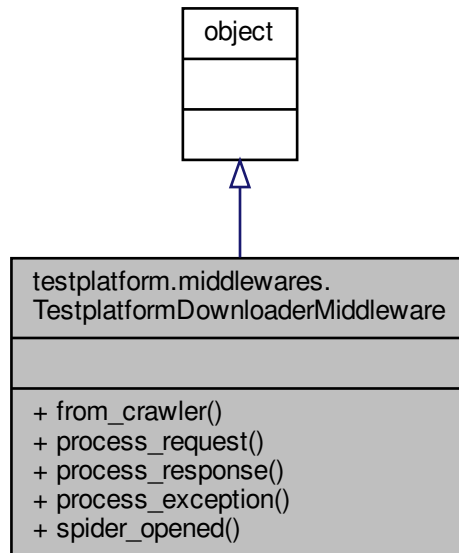 object
testplatform.middlewares.
TestplatformDownloaderMiddleware
+ from_crawler()
+ process_request()
+ process_response()
+ process_exception()
+ spider_opened()